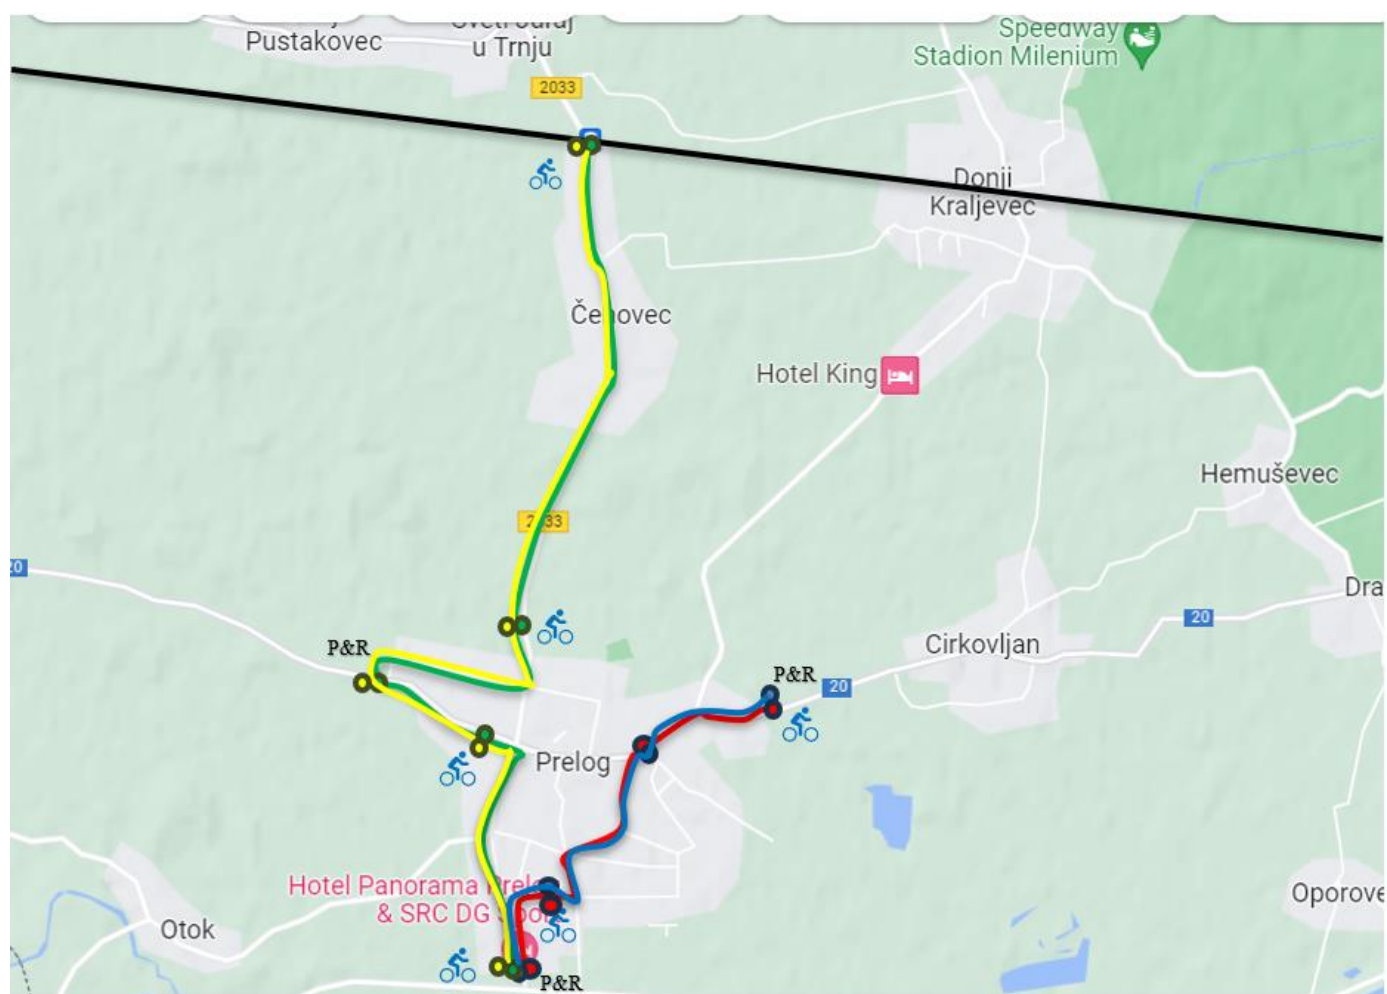 Pustakovec
u Trnju
Speedway
Stadion Milenium
2033
Donji
Kraljevec
Hotel King
Hemuševec
20
Dra
20
Cirkovljan
P&R
P&R
20
Prelog
Hotel Panorama
& SRC DG
Otok
Oporove
P&R